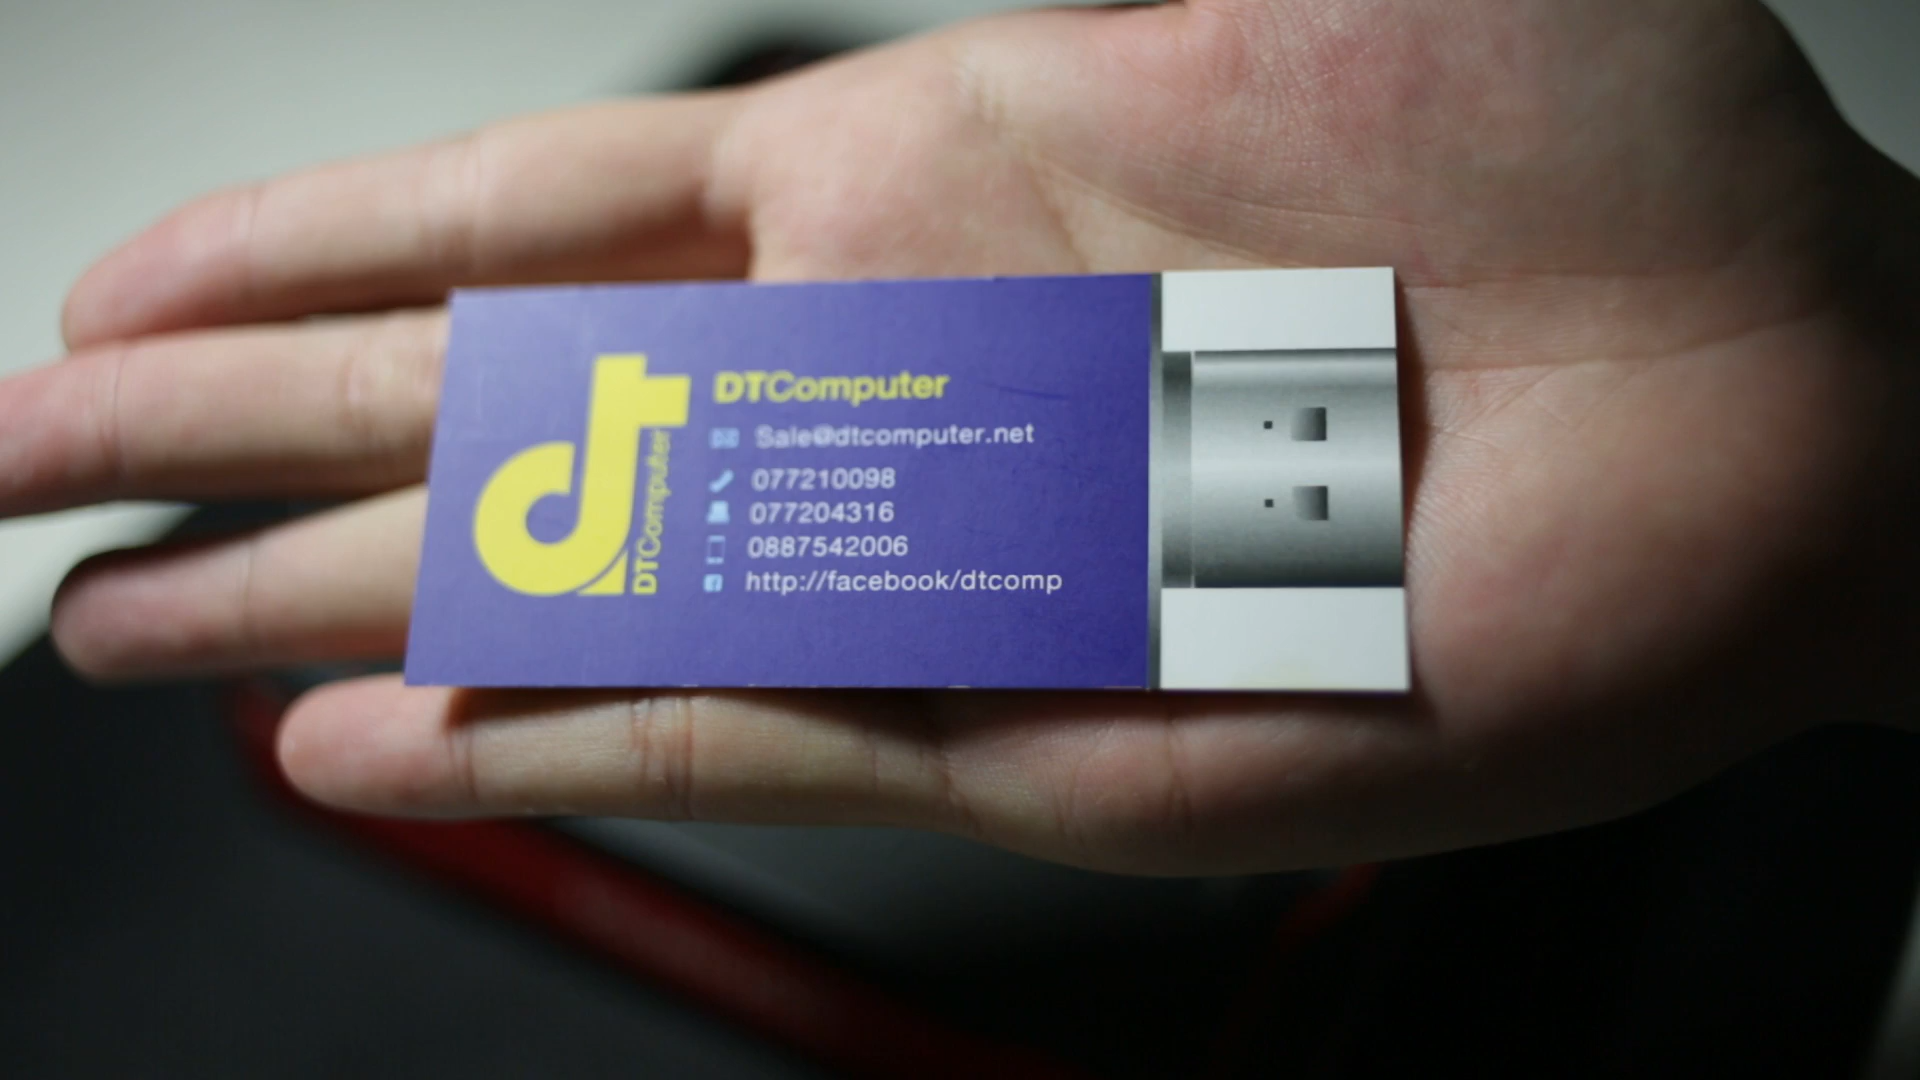 DTComputer
DTComputer
Sale@dtcomputer.net
077210098
077204316
0887542006
http://facebook/dtcomp